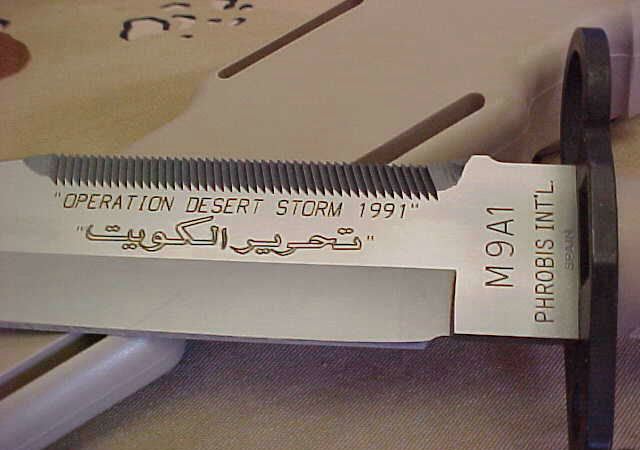 "OPERATION DESERT STORM 1991"
"تحرير الكويت"
M9A1
PHROBIS INT'L.
SPAIN